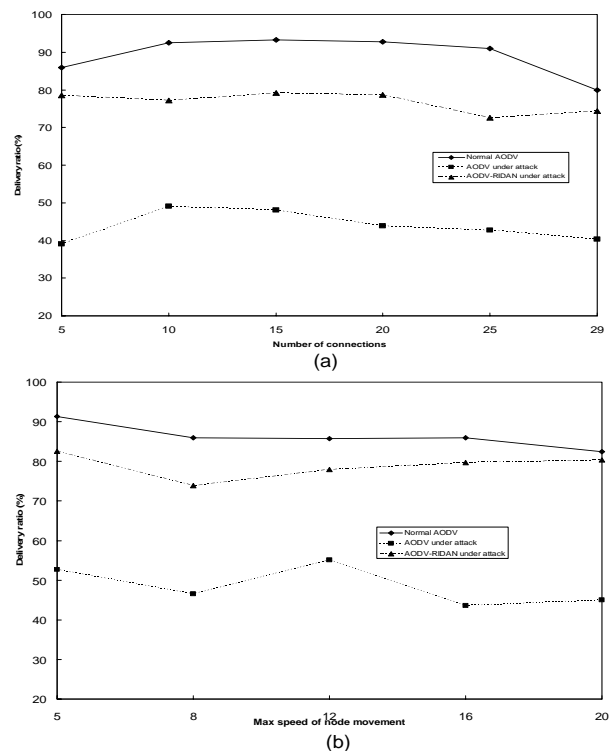 100
90
80
70
60
50
40
30
20
Delivery ratio(%)
Normal AODV
AODV under attack
AODV-RIDAN under attack
5 10 15 20 25 29
Number of connections
(a)
100
90
80
70
60
50
40
30
20
Delivery ratio (%)
Normal AODV
AODV under attack
AODV-RIDAN under attack
5 8 12 16 20
Max speed of node movement
(b)